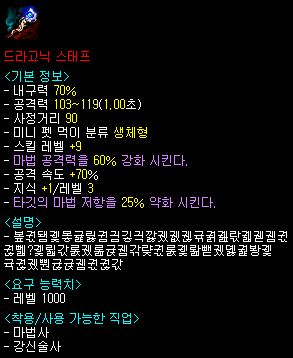 드라고닉 스태프
<기본 정보>
- 내구력 70%
- 공격력 103~119(1,00초)
- 사정거리 90
- 미니 펫 먹이 분류 생체형
- 스킬 레벨 +9
- 마법 공격력을 60% 강화 시킨다.
- 공격 속도 +70%
- 지식 +1/레벨 3
- 타깃의 마법 저항을 25% 약화 시킨다.
<설명>
<요구 능력치>
- 레벨 1000
<착용/사용 가능한 직업>
- 마법사
- 강신술사